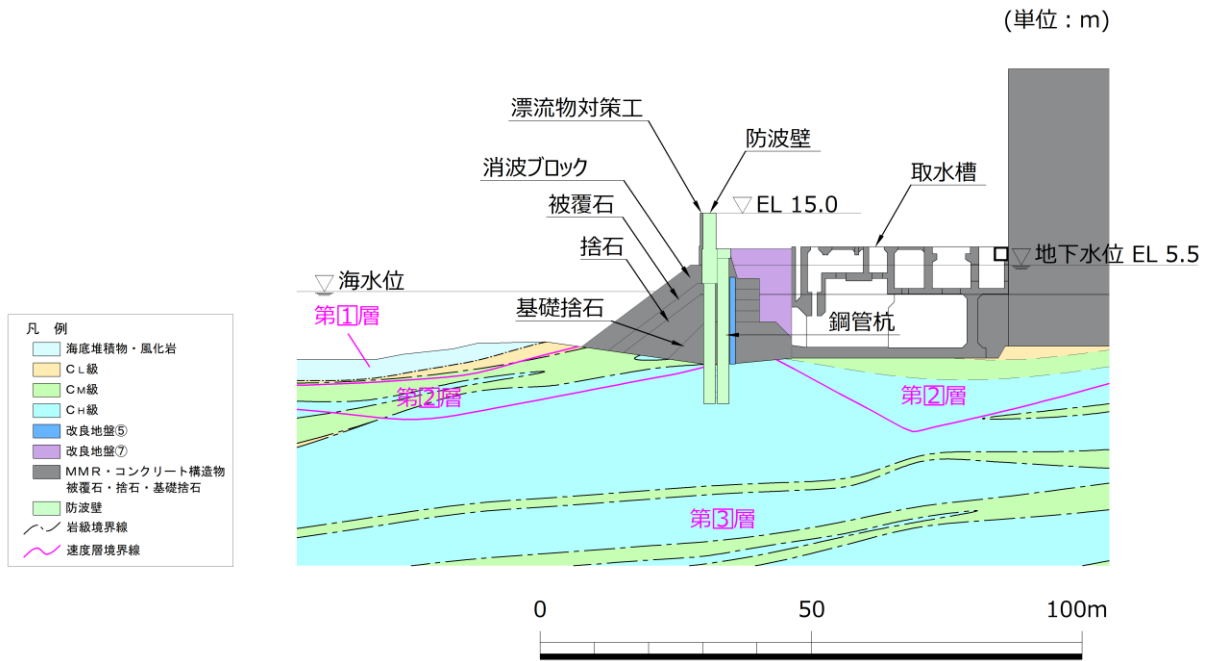 (単位：m)
漂流物対策工
防波壁
消波ブロック
取水槽
被覆石
EL 15.0
捨石
地下水位 EL 5.5
海水位
基礎捨石
鋼管杭
第1層
第2層
第2層
第3層
凡 例
海底堆積物・風化岩
CL級
CM級
CH級
改良地盤⑤
改良地盤⑦
MMR・コンクリート構造物
被覆石・捨石・基礎捨石
防波壁
岩級境界線
速度層境界線
0 50 100m